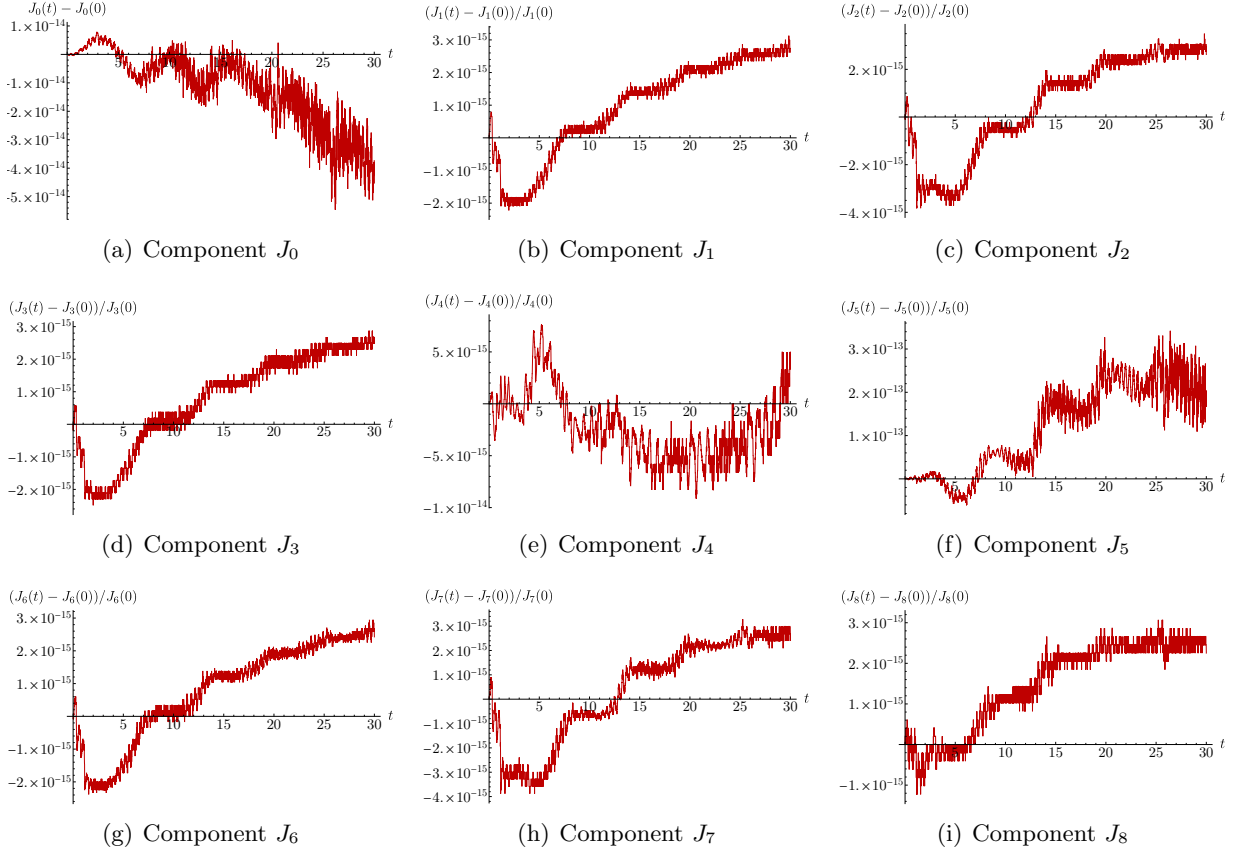 J₀(t) − J₀(0)
1.×10⁻¹⁴
5 10 15 20 25 30 t
-1.×10⁻¹⁴
-2.×10⁻¹⁴
-3.×10⁻¹⁴
-4.×10⁻¹⁴
-5.×10⁻¹⁴
(a) Component J₀
(J₁(t) − J₁(0))/J₁(0)
3.×10⁻¹⁵
2.×10⁻¹⁵
1.×10⁻¹⁵
5 10 15 20 25 30 t
-1.×10⁻¹⁵
-2.×10⁻¹⁵
(b) Component J₁
(J₂(t) − J₂(0))/J₂(0)
2.×10⁻¹⁵
5 10 15 20 25 30 t
-2.×10⁻¹⁵
-4.×10⁻¹⁵
(c) Component J₂
(J₃(t) − J₃(0))/J₃(0)
3.×10⁻¹⁵
2.×10⁻¹⁵
1.×10⁻¹⁵
5 10 15 20 25 30 t
-1.×10⁻¹⁵
-2.×10⁻¹⁵
(d) Component J₃
(J₄(t) − J₄(0))/J₄(0)
5.×10⁻¹⁵
5 10 15 20 25 30 t
-5.×10⁻¹⁵
-1.×10⁻¹⁴
(e) Component J₄
(J₅(t) − J₅(0))/J₅(0)
3.×10⁻¹³
2.×10⁻¹³
1.×10⁻¹³
5 10 15 20 25 30 t
(f) Component J₅
(J₆(t) − J₆(0))/J₆(0)
3.×10⁻¹⁵
2.×10⁻¹⁵
1.×10⁻¹⁵
5 10 15 20 25 30 t
-1.×10⁻¹⁵
-2.×10⁻¹⁵
(g) Component J₆
(J₇(t) − J₇(0))/J₇(0)
3.×10⁻¹⁵
2.×10⁻¹⁵
1.×10⁻¹⁵
5 10 15 20 25 30 t
-1.×10⁻¹⁵
-2.×10⁻¹⁵
-3.×10⁻¹⁵
-4.×10⁻¹⁵
(h) Component J₇
(J₈(t) − J₈(0))/J₈(0)
3.×10⁻¹⁵
2.×10⁻¹⁵
1.×10⁻¹⁵
5 10 15 20 25 30 t
-1.×10⁻¹⁵
(i) Component J₈